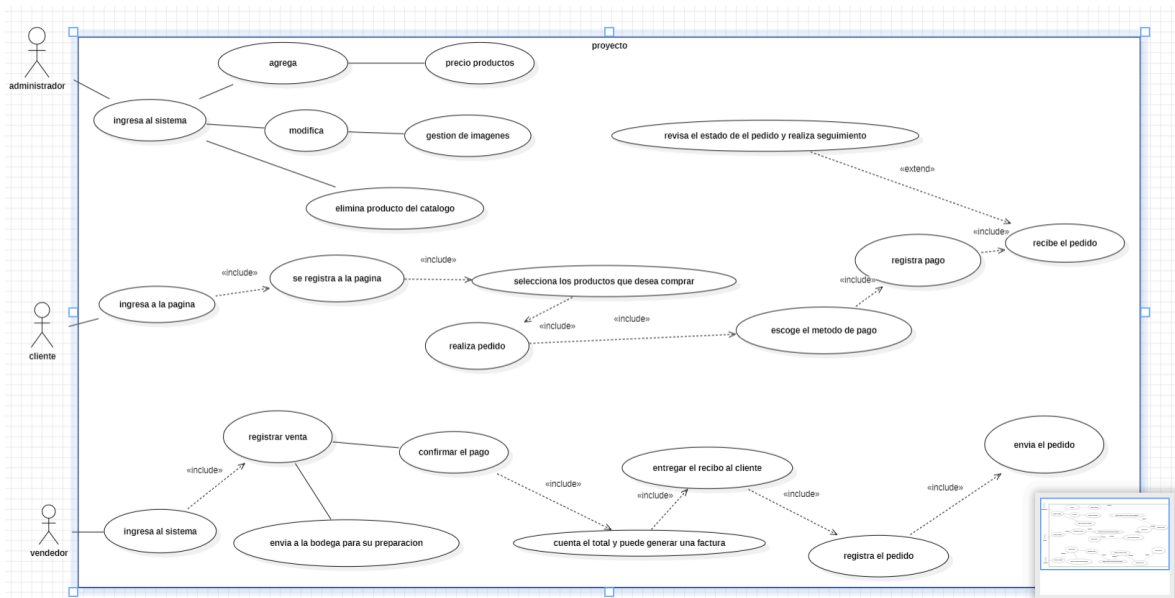 proyecto
administrador
agrega
precio productos
ingresa al sistema
modifica
gestion de imagenes
elimina producto del catalogo
revisa el estado de el pedido y realiza seguimiento
«extend»
«include»
recibe el pedido
registra pago
«include»
cliente
ingresa a la pagina
«include»
se registra a la pagina
«include»
selecciona los productos que desea comprar
«include»
realiza pedido
«include»
escoge el metodo de pago
vendedor
ingresa al sistema
«include»
registrar venta
confirmar el pago
envia a la bodega para su preparacion
«include»
cuenta el total y puede generar una factura
«include»
entregar el recibo al cliente
«include»
registra el pedido
«include»
envia el pedido